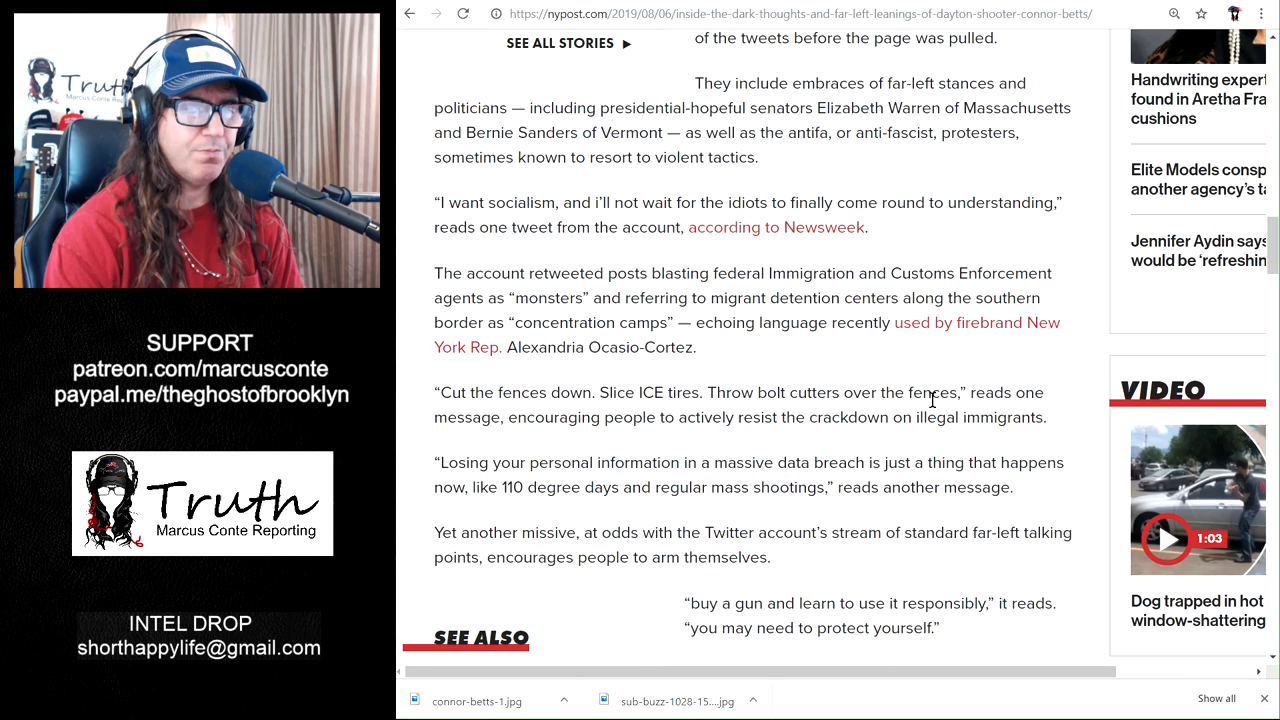 https://nypost.com/2019/08/06/inside-the-dark-thoughts-and-far-left-leanings-of-dayton-shooter-connor-betts/
Truth
Marcus Conte Rep
SUPPORT
patreon.com/marcusconte
paypal.me/theghostofbrooklyn
Truth
Marcus Conte Reporting
INTEL DROP
shorthappylife@gmail.com
SEE ALL STORIES
of the tweets before the page was pulled.
They include embraces of far-left stances and
politicians — including presidential-hopeful senators Elizabeth Warren of Massachusetts
and Bernie Sanders of Vermont — as well as the antifa, or anti-fascist, protesters,
sometimes known to resort to violent tactics.
“I want socialism, and i’ll not wait for the idiots to finally come round to understanding,”
reads one tweet from the account, according to Newsweek.
The account retweeted posts blasting federal Immigration and Customs Enforcement
agents as “monsters” and referring to migrant detention centers along the southern
border as “concentration camps” — echoing language recently used by firebrand New
York Rep. Alexandria Ocasio-Cortez.
“Cut the fences down. Slice ICE tires. Throw bolt cutters over the fences,” reads one
message, encouraging people to actively resist the crackdown on illegal immigrants.
“Losing your personal information in a massive data breach is just a thing that happens
now, like 110 degree days and regular mass shootings,” reads another message.
Yet another missive, at odds with the Twitter account’s stream of standard far-left talking
points, encourages people to arm themselves.
“buy a gun and learn to use it responsibly,” it reads.
“you may need to protect yourself.”
SEE ALSO
Handwriting expert
found in Aretha Fra
cushions
Elite Models consp
another agency’s ta
Jennifer Aydin says
would be ‘refreshin
VIDEO
1:03
Dog trapped in hot
window-shattering
connor-betts-1.jpg
sub-buzz-1028-15....jpg
Show all